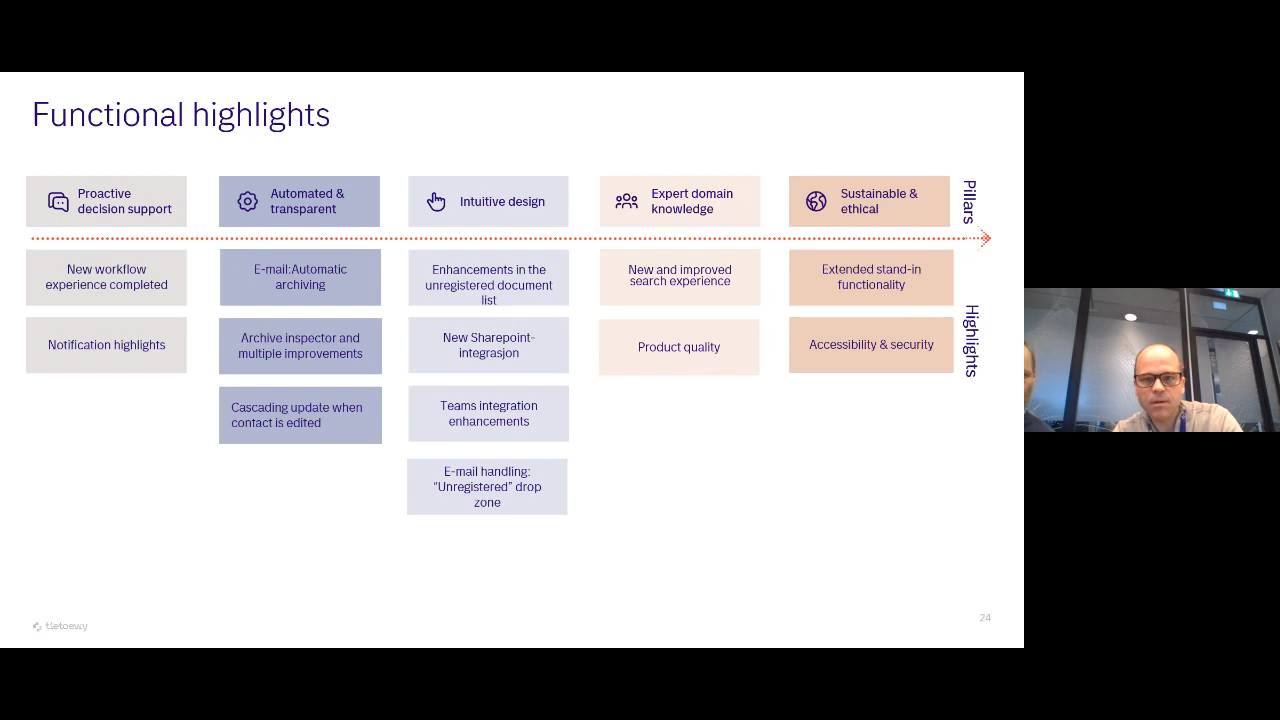 Functional highlights
Proactive
decision support
Automated &
transparent
Intuitive design
Expert domain
knowledge
Sustainable &
ethical
Pillars
New workflow
experience completed
E-mail:Automatic
archiving
Enhancements in the
unregistered document
list
New and improved
search experience
Extended stand-in
functionality
Highlights
Notification highlights
Archive inspector and
multiple improvements
New Sharepoint-
integrasjon
Product quality
Accessibility & security
Cascading update when
contact is edited
Teams integration
enhancements
E-mail handling:
"Unregistered" drop
zone
tietoevry
24